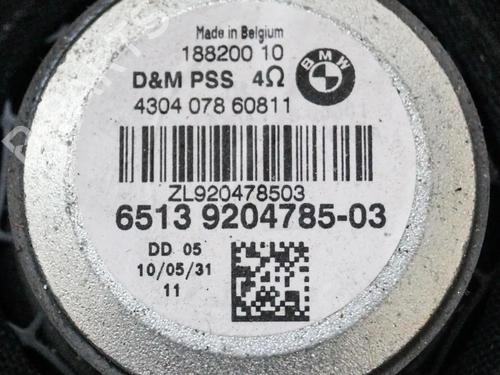 Made in Belgium
188200 10
D&M PSS 4Ω
BMW
4304 078 60811
ZL920478503
6513 9204785-03
DD 05
10/05/31
11